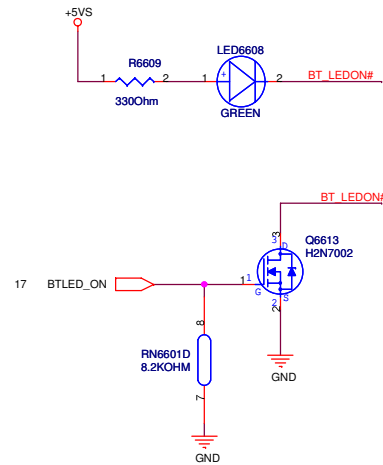 +5VS
R6609
1
2
330Ohm
LED6608
1
+
2
GREEN
BT_LEDON#
BT_LEDON#
3
3
D
Q6613
H2N7002
17
BTLED_ON
1
1
G
S
2
2
GND
8
RN6601D
8.2KOHM
7
GND